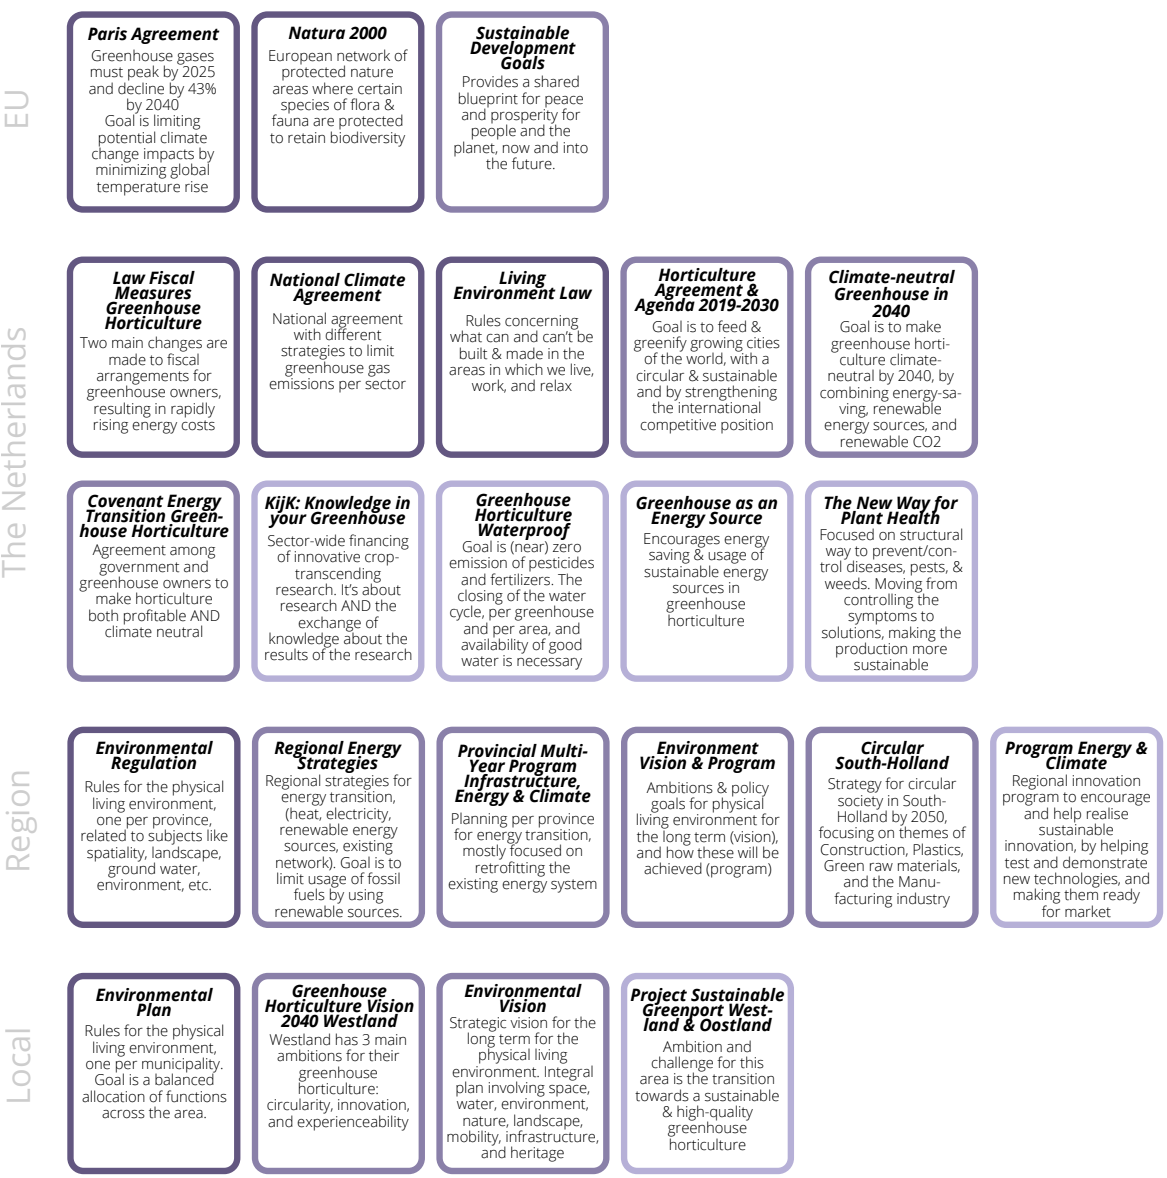 EU
Paris Agreement
Greenhouse gases
must peak by 2025
and decline by 43%
by 2040
Goal is limiting
potential climate
change impacts by
minimizing global
temperature rise
Natura 2000
European network of
protected nature
areas where certain
species of flora &
fauna are protected
to retain biodiversity
Sustainable
Development
Goals
Provides a shared
blueprint for peace
and prosperity for
people and the
planet, now and into
the future.
The Netherlands
Law Fiscal
Measures
Greenhouse
Horticulture
Two main changes are
made to fiscal
arrangements for
greenhouse owners,
resulting in rapidly
rising energy costs
National Climate
Agreement
National agreement
with different
strategies to limit
greenhouse gas
emissions per sector
Living
Environment Law
Rules concerning
what can and can't be
built & made in the
areas in which we live,
work, and relax
Horticulture
Agreement &
Agenda 2019-2030
Goal is to feed &
greenify growing cities
of the world, with a
circular & sustainable
and by strengthening
the international
competitive position
Climate-neutral
Greenhouse in
2040
Goal is to make
greenhouse horti-
culture climate-
neutral by 2040, by
combining energy-sa-
ving, renewable
energy sources, and
renewable CO2
Covenant Energy
Transition Green-
house Horticulture
Agreement among
government and
greenhouse owners to
make horticulture
both profitable AND
climate neutral
KijK: Knowledge in
your Greenhouse
Sector-wide financing
of innovative crop-
transcending
research. It's about
research AND the
exchange of
knowledge about the
results of the research
Greenhouse
Horticulture
Waterproof
Goal is (near) zero
emission of pesticides
and fertilizers. The
closing of the water
cycle, per greenhouse
and per area, and
availability of good
water is necessary
Greenhouse as an
Energy Source
Encourages energy
saving & usage of
sustainable energy
sources in
greenhouse
horticulture
The New Way for
Plant Health
Focused on structural
way to prevent/con-
trol diseases, pests, &
weeds. Moving from
controlling the
symptoms to
solutions, making the
production more
sustainable
Region
Environmental
Regulation
Rules for the physical
living environment,
one per province,
related to subjects like
spatiality, landscape,
ground water,
environment, etc.
Regional Energy
Strategies
Regional strategies for
energy transition,
(heat, electricity,
renewable energy
sources, existing
network). Goal is to
limit usage of fossil
fuels by using
renewable sources.
Provincial Multi-
Year Program
Infrastructure,
Energy & Climate
Planning per province
for energy transition,
mostly focused on
retrofitting the
existing energy system
Environment
Vision & Program
Ambitions & policy
goals for physical
living environment for
the long term (vision),
and how these will be
achieved (program)
Circular
South-Holland
Strategy for circular
society in South-
Holland by 2050,
focusing on themes of
Construction, Plastics,
Green raw materials,
and the Manu-
facturing industry
Program Energy &
Climate
Regional innovation
program to encourage
and help realise
sustainable
innovation, by helping
test and demonstrate
new technologies, and
making them ready
for market
Local
Environmental
Plan
Rules for the physical
living environment,
one per municipality.
Goal is a balanced
allocation of functions
across the area.
Greenhouse
Horticulture Vision
2040 Westland
Westland has 3 main
ambitions for their
greenhouse
horticulture:
circularity, innovation,
and experienceability
Environmental
Vision
Strategic vision for the
long term for the
physical living
environment. Integral
plan involving space,
water, environment,
nature, landscape,
mobility, infrastructure,
and heritage
Project Sustainable
Greenport West-
land & Oostland
Ambition and
challenge for this
area is the transition
towards a sustainable
& high-quality
greenhouse
horticulture